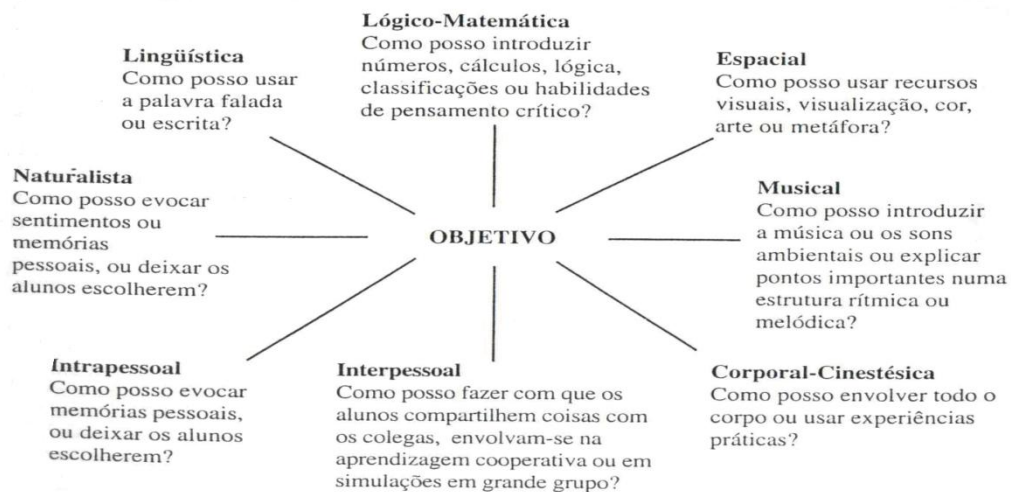 Lógico-Matemática
Como posso introduzir
números, cálculos, lógica,
classificações ou habilidades
de pensamento crítico?
Lingüística
Como posso usar
a palavra falada
ou escrita?
Espacial
Como posso usar recursos
visuais, visualização, cor,
arte ou metáfora?
Naturalista
Como posso evocar
sentimentos ou
memórias
pessoais, ou deixar os
alunos escolherem?
OBJETIVO
Musical
Como posso introduzir
a música ou os sons
ambientais ou explicar
pontos importantes numa
estrutura rítmica ou
melódica?
Intrapessoal
Como posso evocar
memórias pessoais,
ou deixar os alunos
escolherem?
Interpessoal
Como posso fazer com que os
alunos compartilhem coisas com
os colegas, envolvam-se na
aprendizagem cooperativa ou em
simulações em grande grupo?
Corporal-Cinestésica
Como posso envolver todo o
corpo ou usar experiências
práticas?